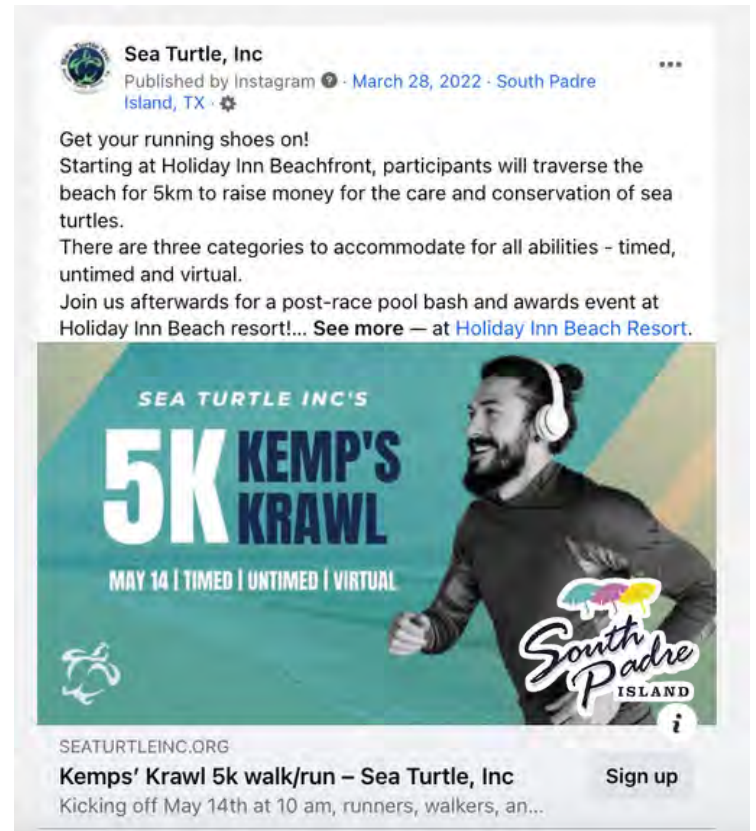 Sea Turtle, Inc
Published by Instagram · March 28, 2022 · South Padre
Island, TX ·
Get your running shoes on!
Starting at Holiday Inn Beachfront, participants will traverse the
beach for 5km to raise money for the care and conservation of sea
turtles.
There are three categories to accommodate for all abilities - timed,
untimed and virtual.
Join us afterwards for a post-race pool bash and awards event at
Holiday Inn Beach resort!... See more — at Holiday Inn Beach Resort.
SEA TURTLE INC'S
5K KEMP'S
KRAWL
MAY 14 | TIMED | UNTIMED | VIRTUAL
South
Padre
ISLAND
i
SEATURTLEINC.ORG
Kemps' Krawl 5k walk/run – Sea Turtle, Inc
Sign up
Kicking off May 14th at 10 am, runners, walkers, an...